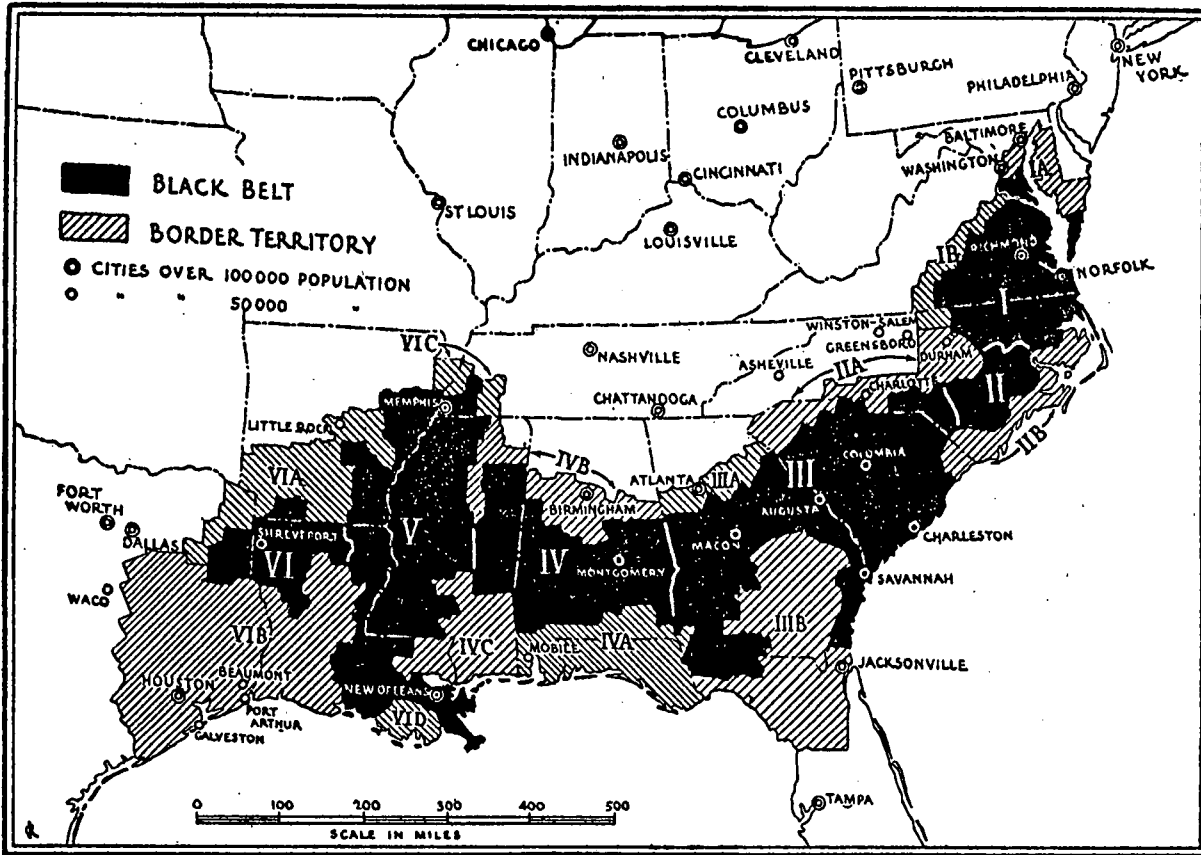 CHICAGO
CLEVELAND
NEW
YORK
PITTSBURGH
PHILADELPHIA
COLUMBUS
BALTIMORE
INDIANAPOLIS
WASHINGTON
IA
CINCINNATI
BLACK BELT
ST LOUIS
LOUISVILLE
BORDER TERRITORY
RICHMOND
IB
NORFOLK
CITIES OVER 100000 POPULATION
" " 50000 "
I
WINSTON-SALEM
GREENSBORO
DURHAM
VIC
NASHVILLE
ASHEVILLE
IIA
CHARLOTTE
II
MEMPHIS
CHATTANOOGA
LITTLE ROCK
IIB
COLUMBIA
IVB
ATLANTA
IIIA
III
VIA
FORT
WORTH
BIRMINGHAM
AUGUSTA
DALLAS
SHREVEPORT
V
MACON
CHARLESTON
VI
IV
MONTGOMERY
SAVANNAH
WACO
VIB
IIIB
IVC
MOBILE
IVA
JACKSONVILLE
BEAUMONT
HOUSTON
NEW ORLEANS
PORT
ARTHUR
VID
GALVESTON
0 100 200 300 400 500
SCALE IN MILES
TAMPA